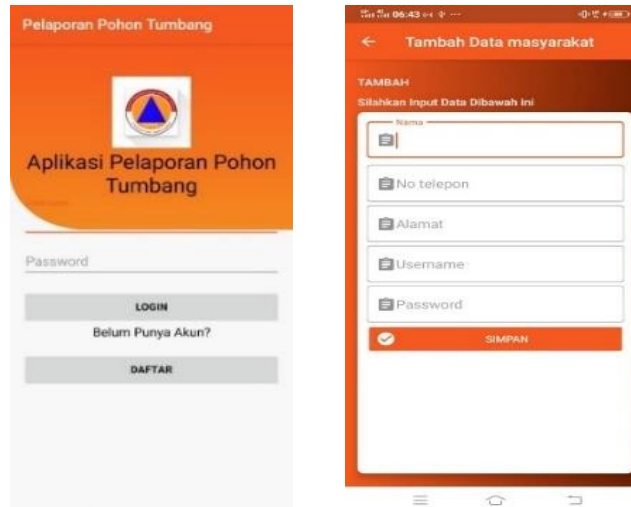 Pelaporan Pohon Tumbang
Aplikasi Pelaporan Pohon
Tumbang
Password
LOGIN
Belum Punya Akun?
DAFTAR
06:43
Tambah Data masyarakat
TAMBAH
Silahkan Input Data Dibawah Ini
Nama
No telepon
Alamat
Username
Password
SIMPAN